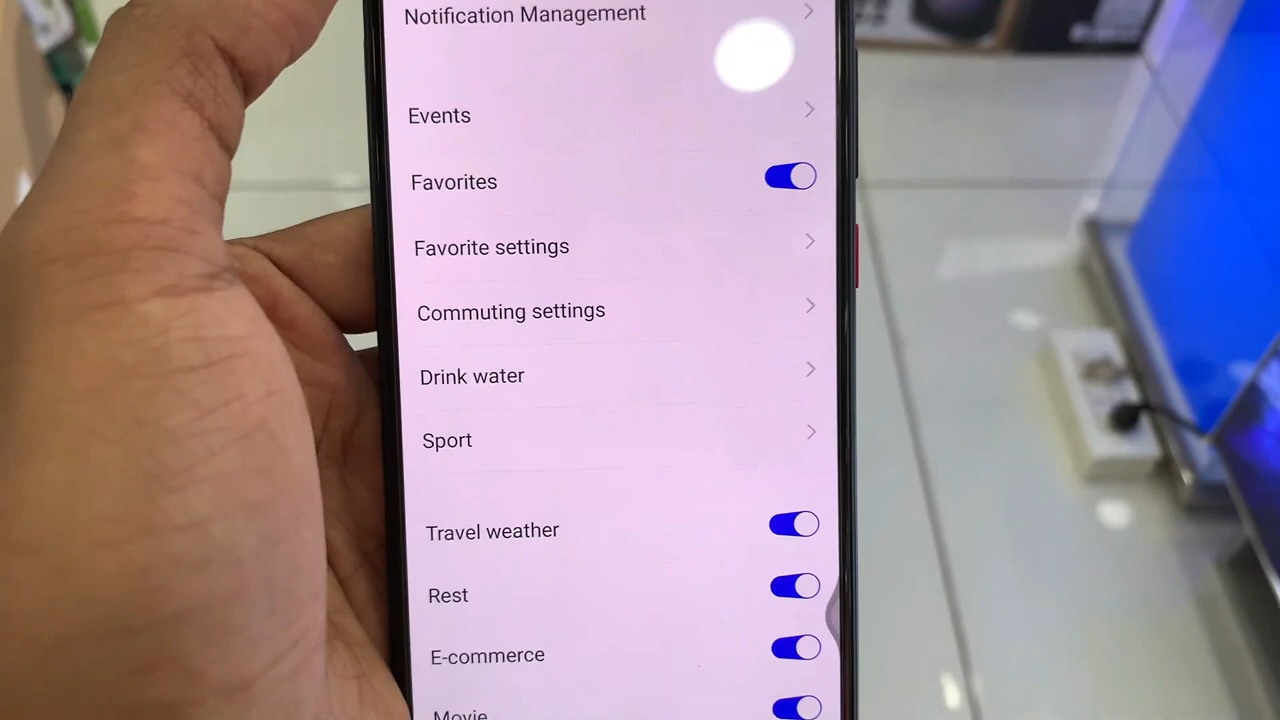 Notification Management
Events
Favorites
Favorite settings
Commuting settings
Drink water
Sport
Travel weather
Rest
E-commerce
Movie